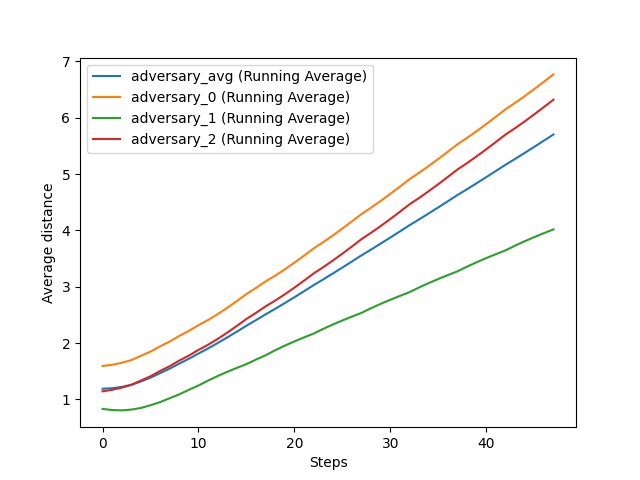 adversary_avg (Running Average)
adversary_0 (Running Average)
adversary_1 (Running Average)
adversary_2 (Running Average)
Average distance
7
6
5
4
3
2
1
0
10
20
30
40
Steps